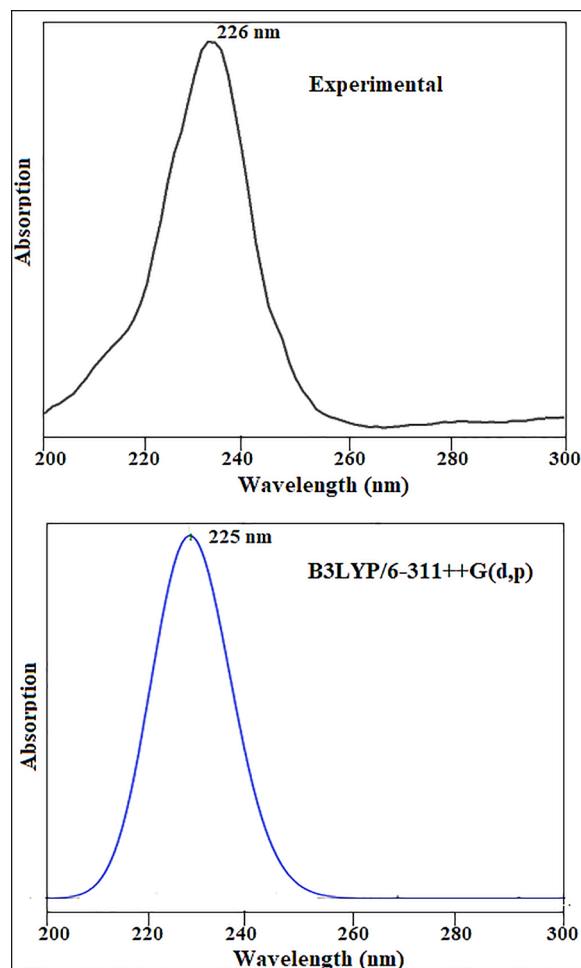 226 nm
Experimental
Absorption
200 220 240 260 280 300
Wavelength (nm)
225 nm
B3LYP/6-311++G(d,p)
Absorption
200 220 240 260 280 300
Wavelength (nm)